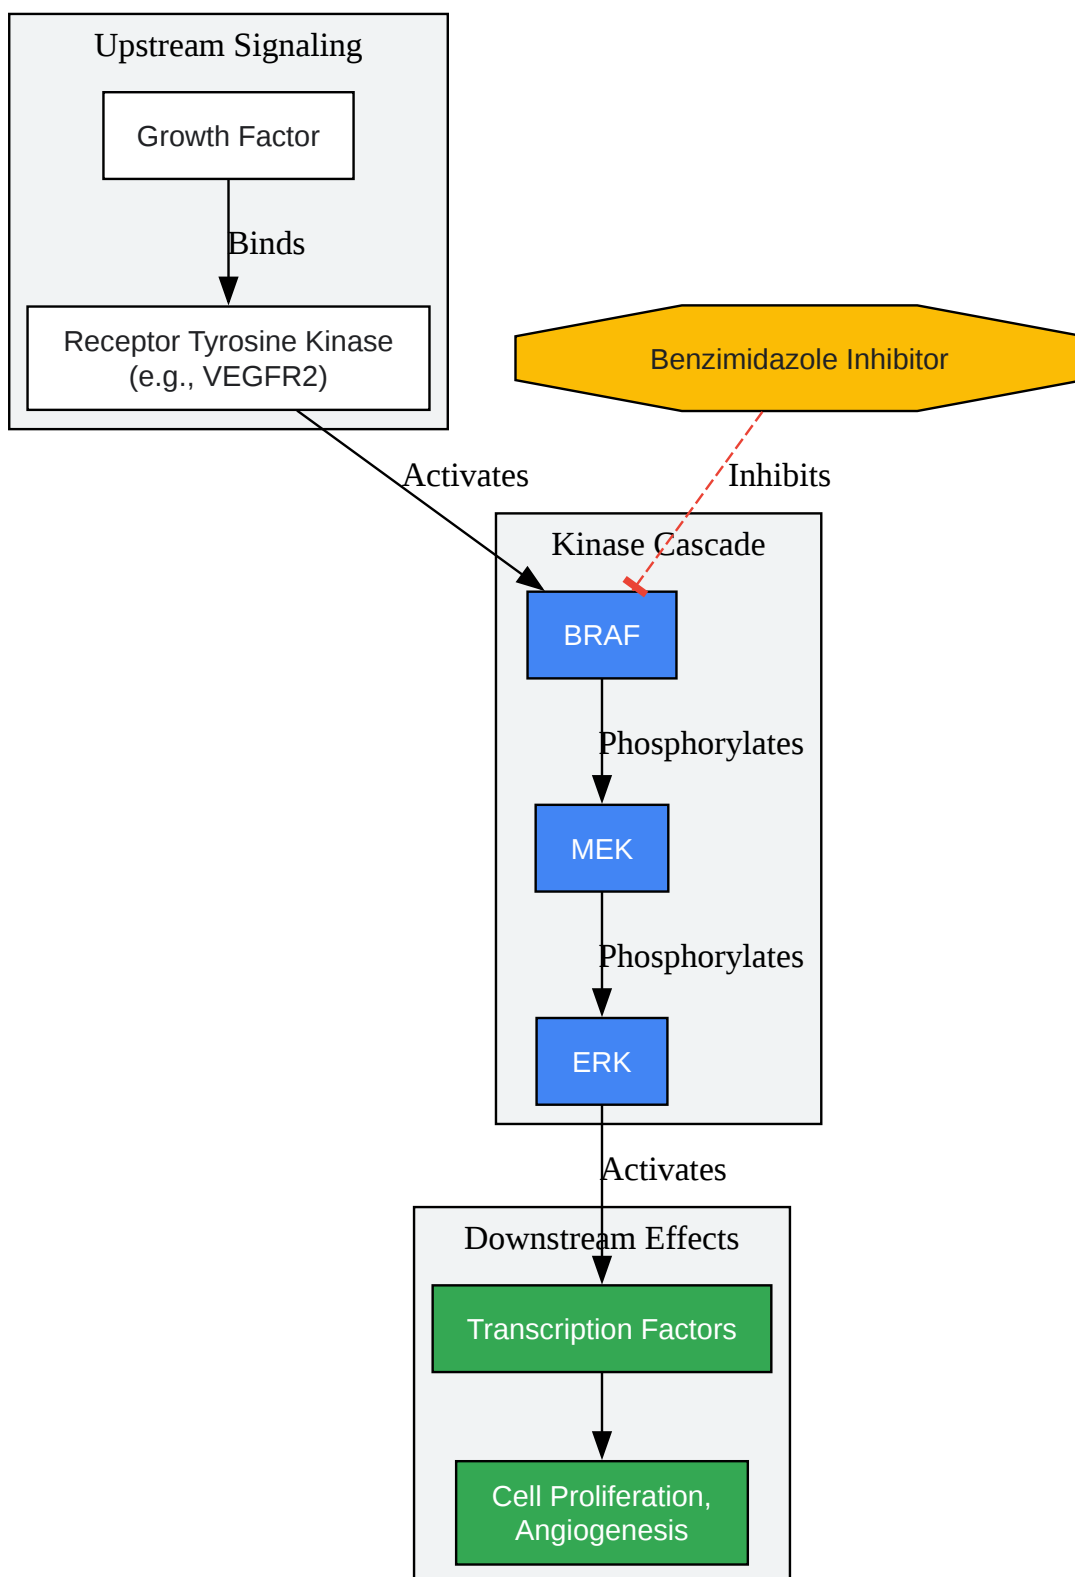 Upstream Signaling
Growth Factor
Binds
Receptor Tyrosine Kinase
(e.g., VEGFR2)
Benzimidazole Inhibitor
Activates
Inhibits
Kinase Cascade
BRAF
Phosphorylates
MEK
Phosphorylates
ERK
Activates
Downstream Effects
Transcription Factors
Cell Proliferation,
Angiogenesis